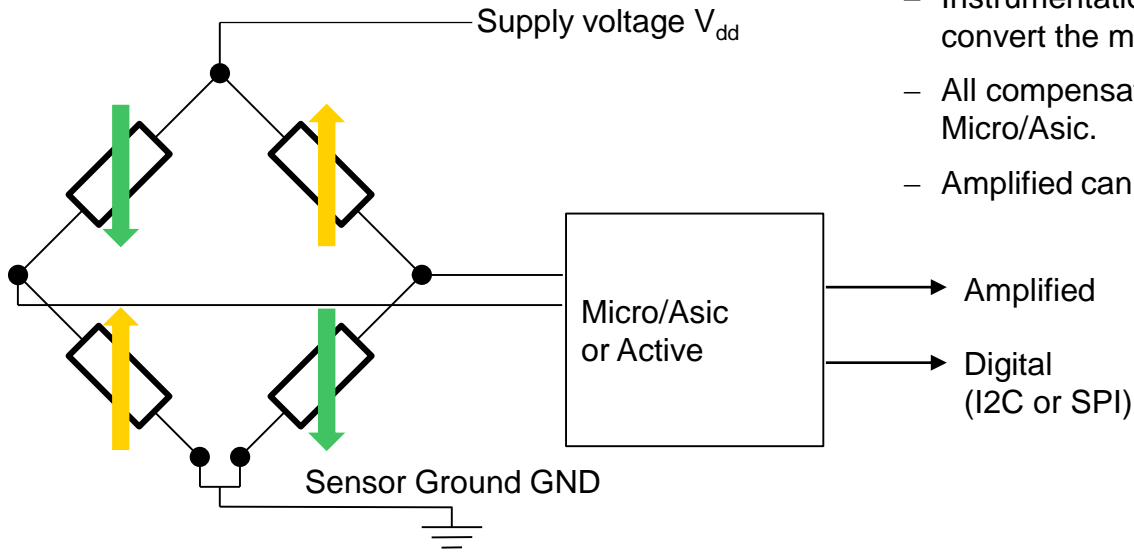 Supply voltage Vdd
– Instrumentatio
convert the m
– All compensa
Micro/Asic.
– Amplified can
Micro/Asic
or Active
Amplified
Digital
(I2C or SPI)
Sensor Ground GND